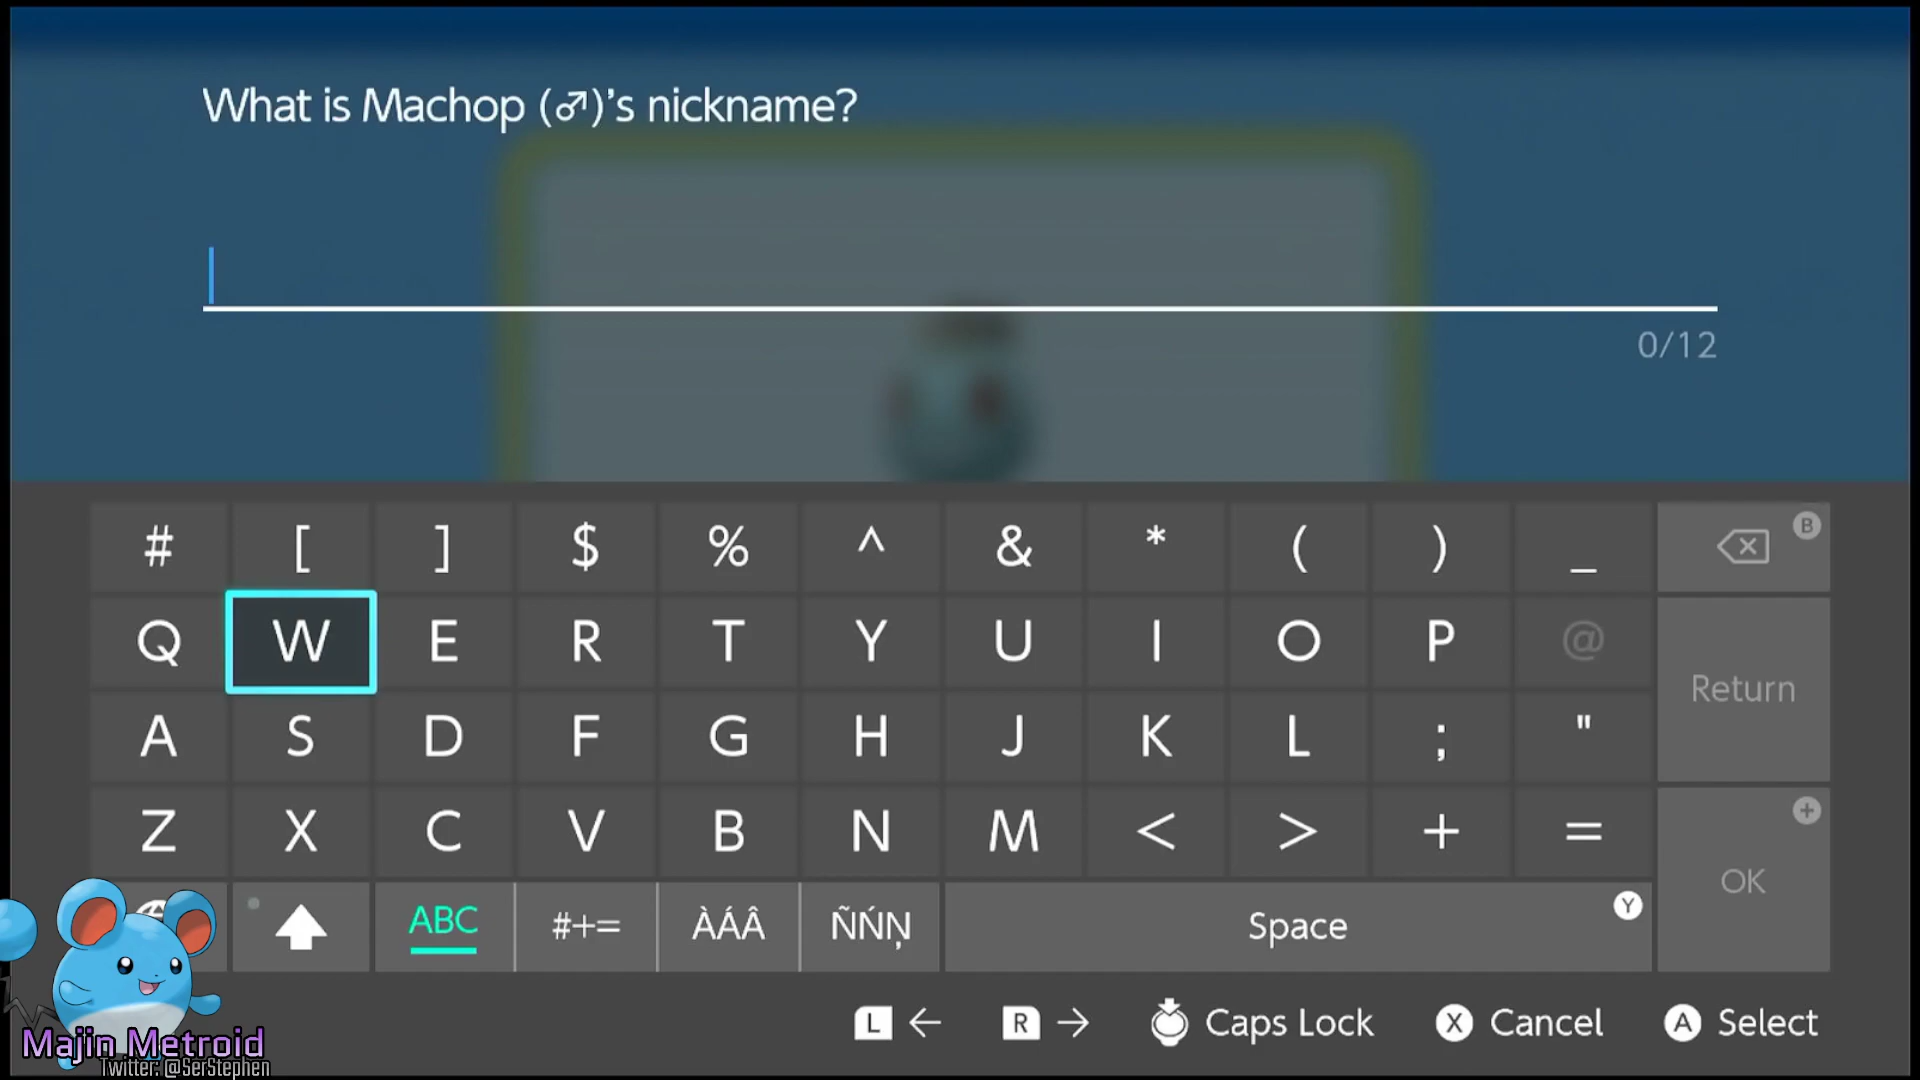 What is Machop (♂)'s nickname?
0/12
# [ ] $ % ^ & * ( ) _ B
Q W E R T Y U I O P @ Return
A S D F G H J K L ; "
Z X C V B N M < > + = +
OK
ABC #+= ÀÁÂ ÑŃŅ Space Y
L ← R → Caps Lock X Cancel A Select
Majin Metroid
Twitter: @SerStephen